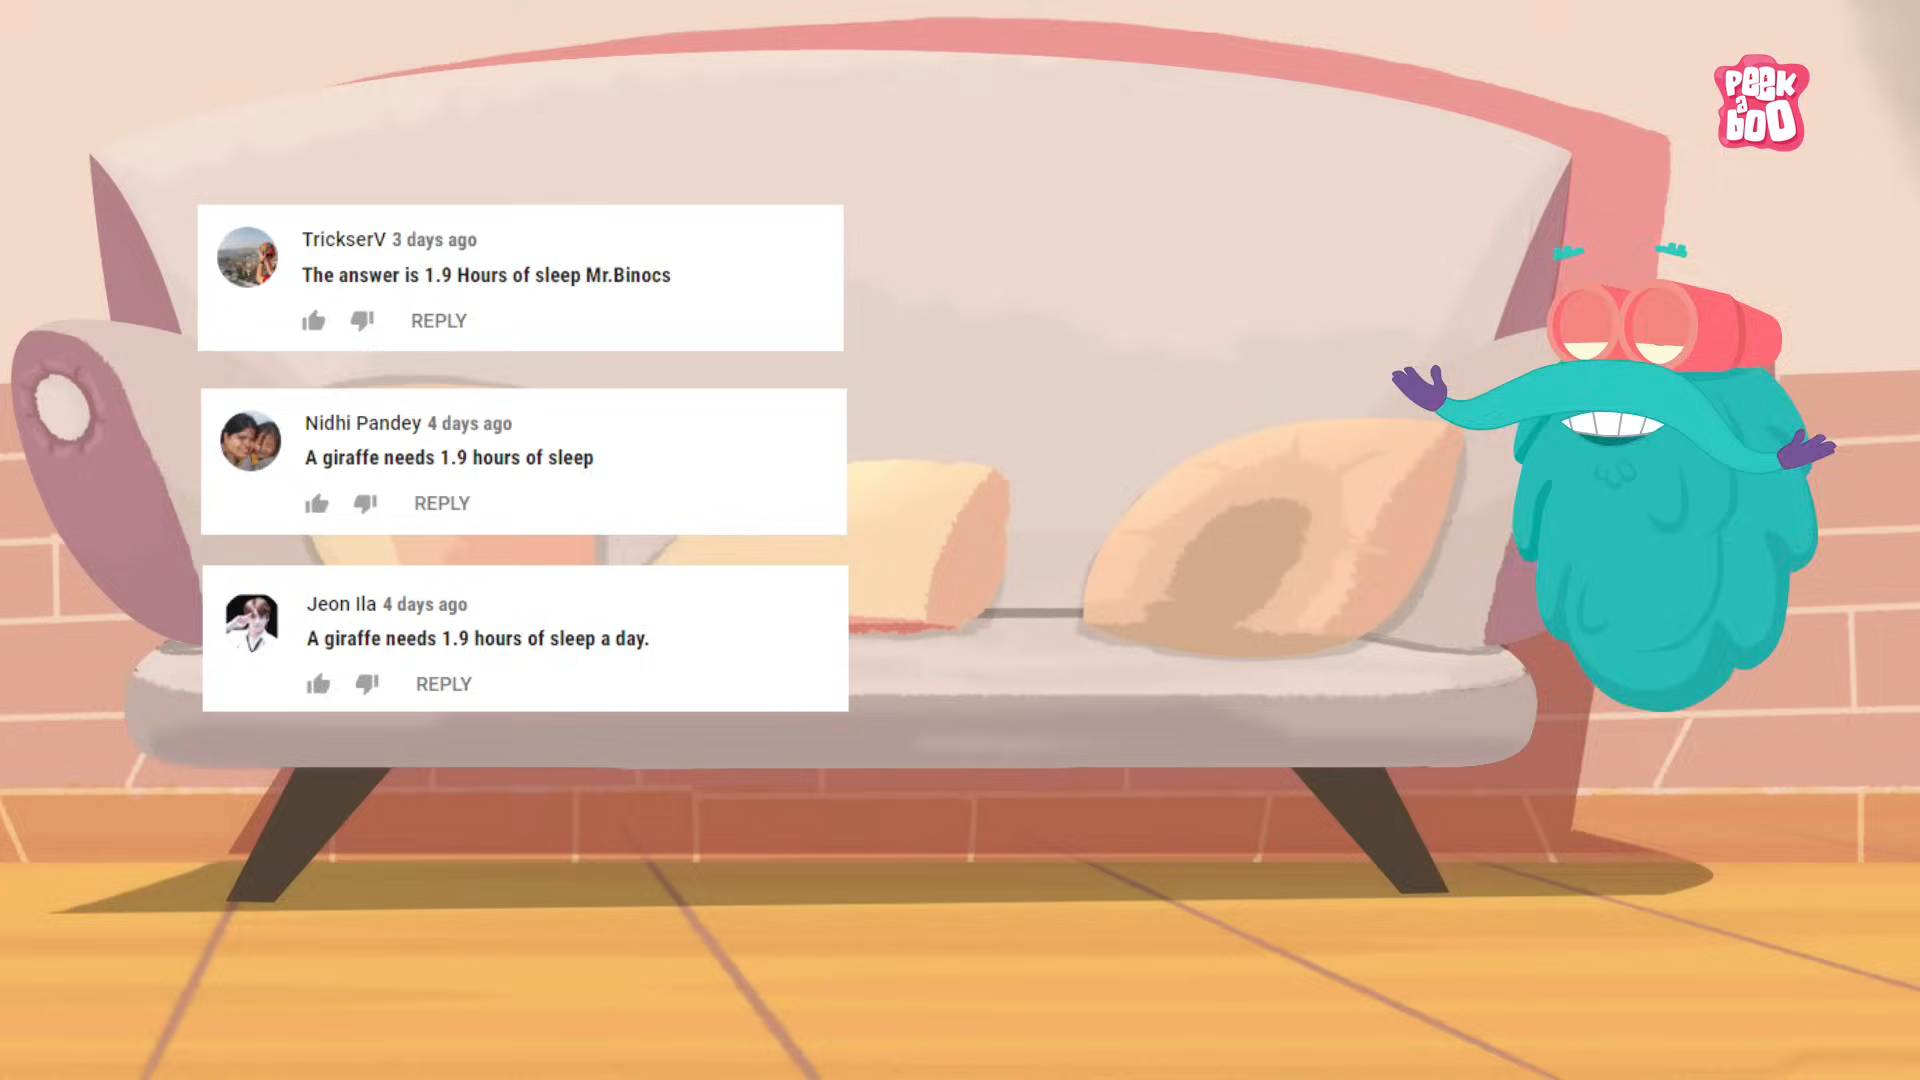 Peek
a
boo
TrickserV 3 days ago
The answer is 1.9 Hours of sleep Mr.Binocs
REPLY
Nidhi Pandey 4 days ago
A giraffe needs 1.9 hours of sleep
REPLY
Jeon Ila 4 days ago
A giraffe needs 1.9 hours of sleep a day.
REPLY